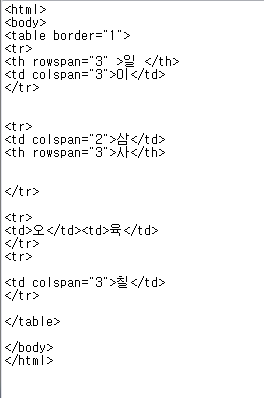 <html>
<body>
<table border="1">
<tr>
<th rowspan="3" >일 </th>
<td colspan="3">이</td>
</tr>
<tr>
<td colspan="2">삼</td>
<th rowspan="3">사</th>
</tr>
<tr>
<td>오</td><td>육</td>
</tr>
<tr>
<td colspan="3">칠</td>
</tr>
</table>
</body>
</html>